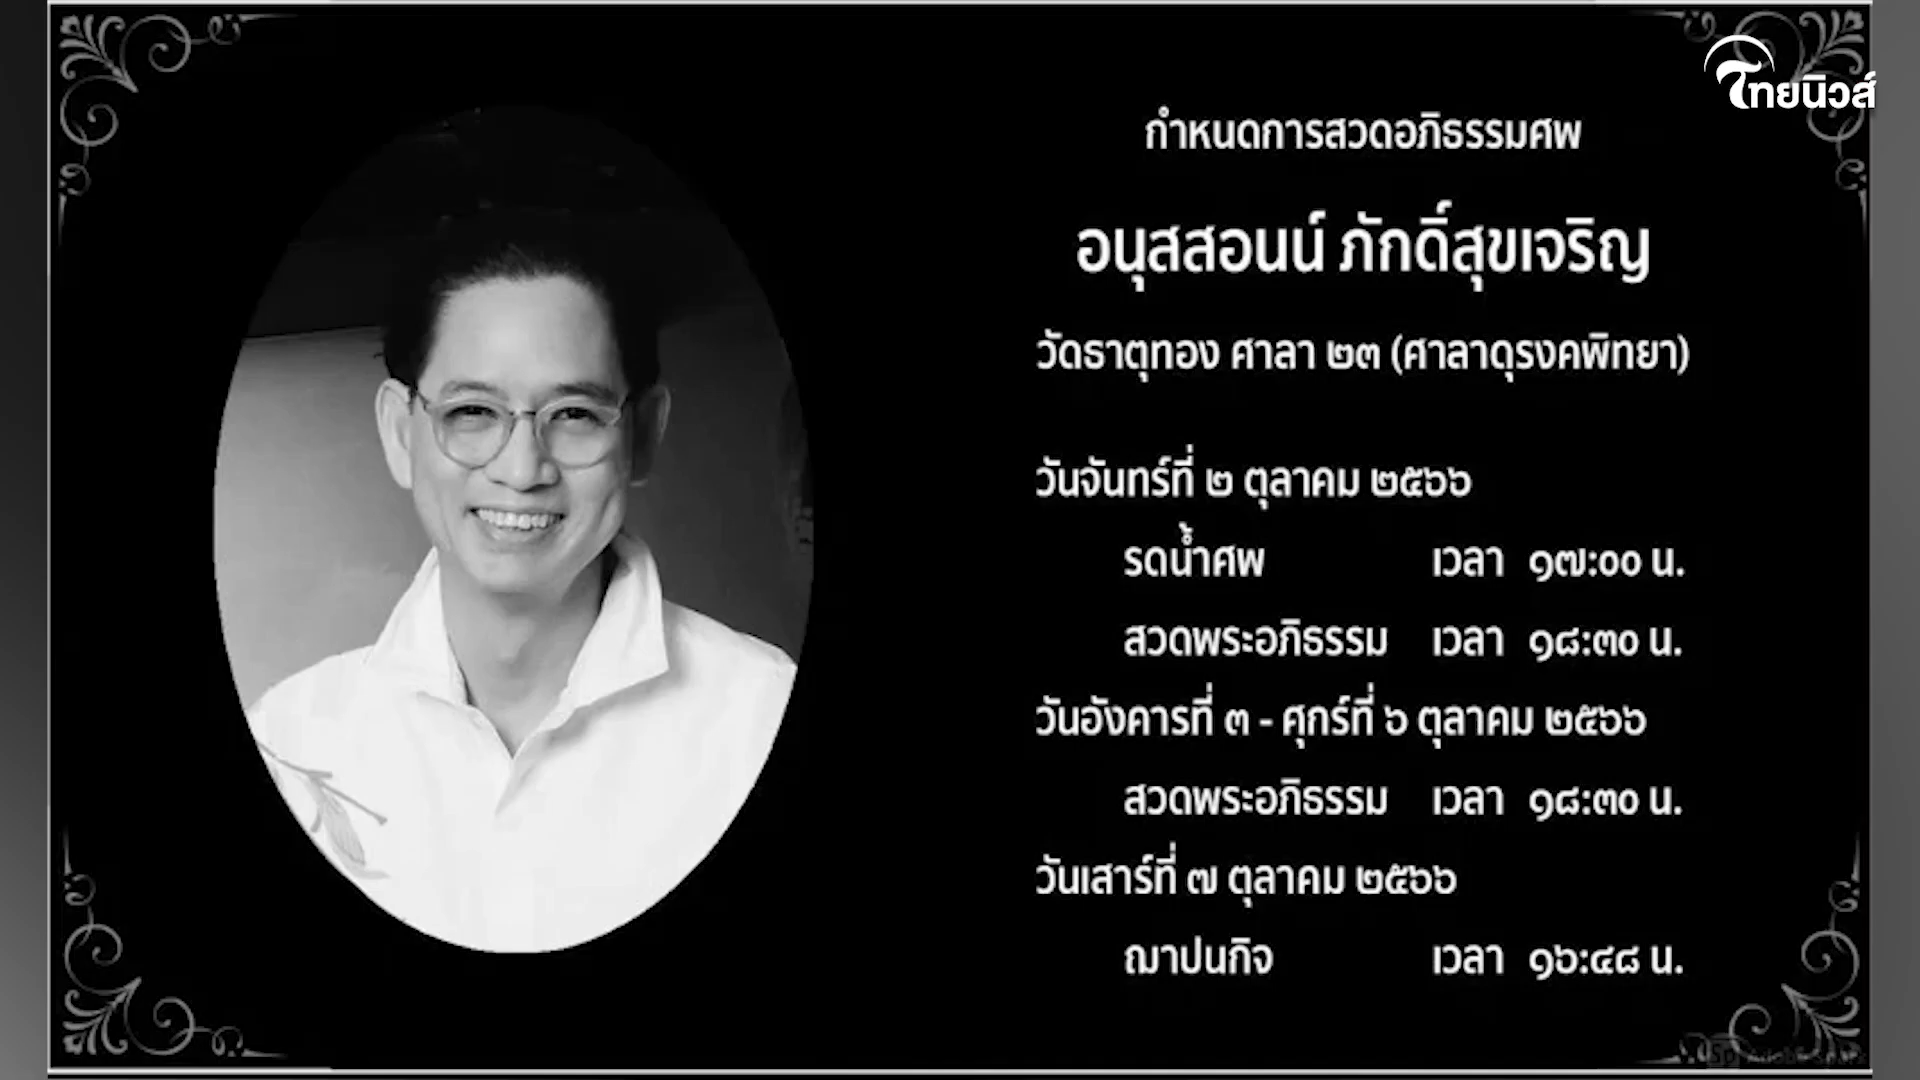 ไทยนิวส์
กำหนดการสวดอภิธรรมศพ
อนุสสอนน์ ภักดิ์สุขเจริญ
วัดธาตุทอง ศาลา ๒๓ (ศาลาดุรงคพิทยา)
วันจันทร์ที่ ๒ ตุลาคม ๒๕๖๖
รดน้ำศพ เวลา ๑๗:๐๐ น.
สวดพระอภิธรรม เวลา ๑๘:๓๐ น.
วันอังคารที่ ๓ - ศุกร์ที่ ๖ ตุลาคม ๒๕๖๖
สวดพระอภิธรรม เวลา ๑๘:๓๐ น.
วันเสาร์ที่ ๗ ตุลาคม ๒๕๖๖
ฌาปนกิจ เวลา ๑๖:๔๘ น.